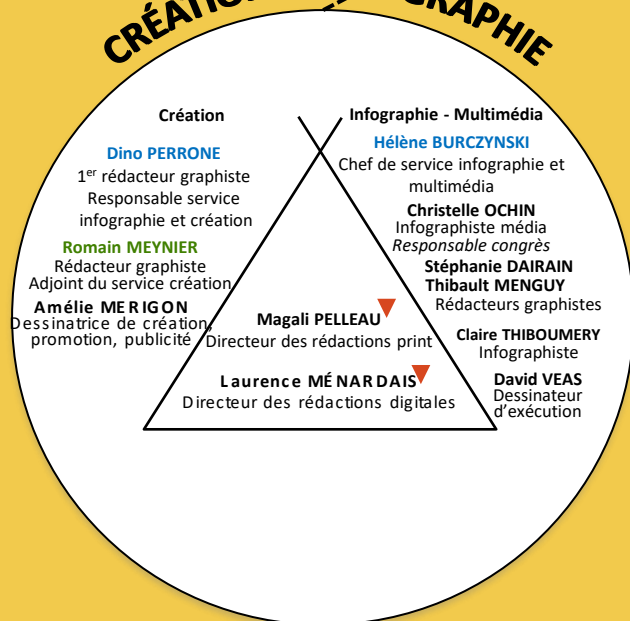 CRÉATION
Création
Dino PERRONE
1er rédacteur graphiste
Responsable service
infographie et création
Romain MEYNIER
Rédacteur graphiste
Adjoint du service création
Amélie MERIGON
Dessinatrice de création,
promotion, publicité
Infographie - Multimédia
Hélène BURCZYNSKI
Chef de service infographie et
multimédia
Christelle OCHIN
Infographiste média
Responsable congrès
Stéphanie DAIRAIN
Thibault MENGUY
Rédacteurs graphistes
Claire THIBOUMERY
Infographiste
David VEAS
Dessinateur
d'exécution
Magali PELLEAU
Directeur des rédactions print
Laurence MÉNARDAIS
Directeur des rédactions digitales